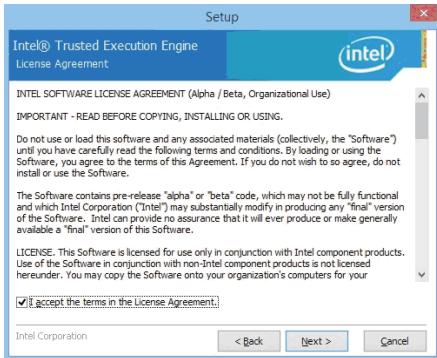 Setup
Intel® Trusted Execution Engine
License Agreement
intel
INTEL SOFTWARE LICENSE AGREEMENT (Alpha / Beta, Organizational Use)
IMPORTANT - READ BEFORE COPYING, INSTALLING OR USING.
Do not use or load this software and any associated materials (collectively, the "Software")
until you have carefully read the following terms and conditions. By loading or using the
Software, you agree to the terms of this Agreement. If you do not wish to so agree, do not
install or use the Software.
The Software contains pre-release "alpha" or "beta" code, which may not be fully functional
and which Intel Corporation ("Intel") may substantially modify in producing any "final" version
of the Software. Intel can provide no assurance that it will ever produce or make generally
available a "final" version of this Software.
LICENSE. This Software is licensed for use only in conjunction with Intel component products.
Use of the Software in conjunction with non-Intel component products is not licensed
hereunder. You may copy the Software onto your organization's computers for your
I accept the terms in the License Agreement.
Intel Corporation
< Back
Next >
Cancel